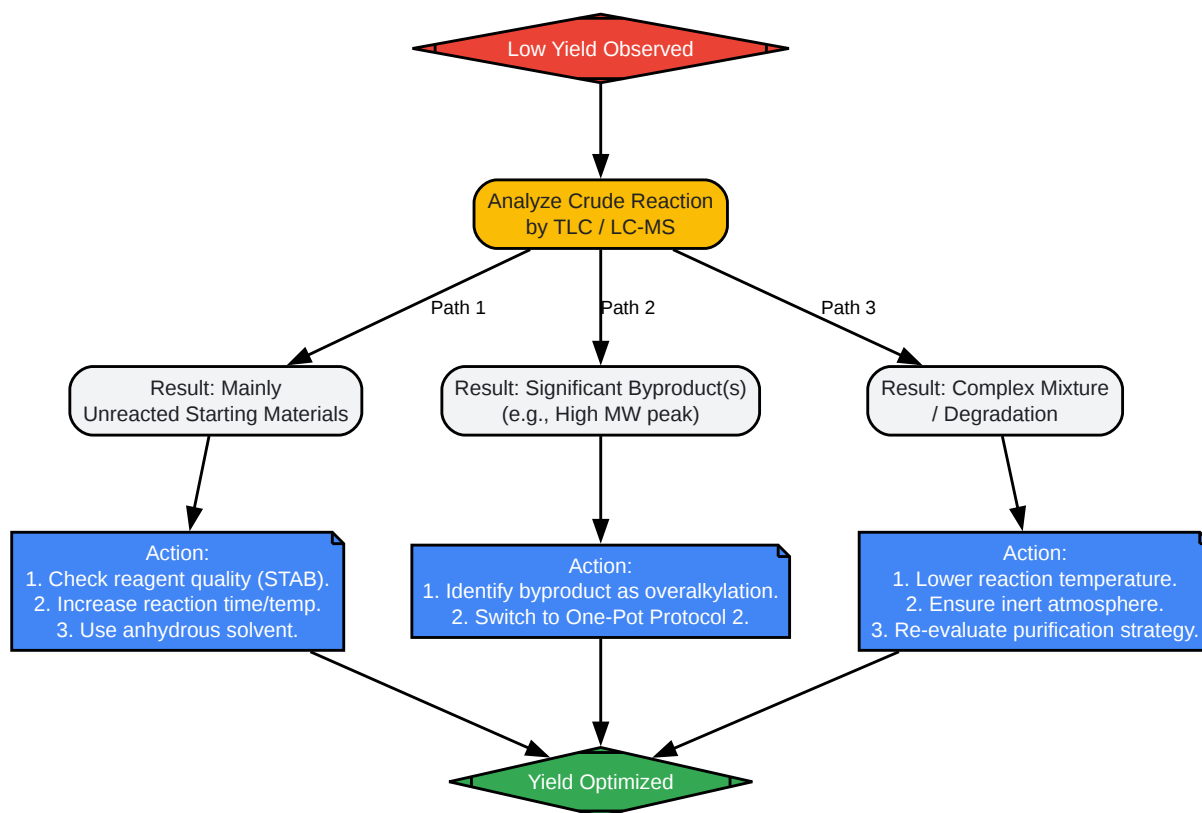 Low Yield Observed
Analyze Crude Reaction
by TLC / LC-MS
Path 1
Path 2
Path 3
Result: Mainly
Unreacted Starting Materials
Result: Significant Byproduct(s)
(e.g., High MW peak)
Result: Complex Mixture
/ Degradation
Action:
1. Check reagent quality (STAB).
2. Increase reaction time/temp.
3. Use anhydrous solvent.
Action:
1. Identify byproduct as overalkylation.
2. Switch to One-Pot Protocol 2.
Action:
1. Lower reaction temperature.
2. Ensure inert atmosphere.
3. Re-evaluate purification strategy.
Yield Optimized